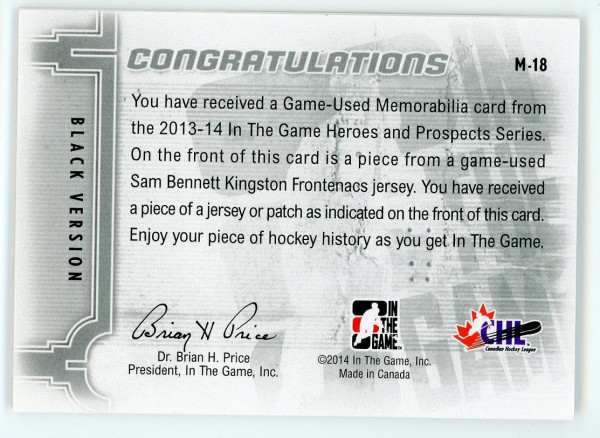 CONGRATULATIONS
M-18
BLACK VERSION
You have received a Game-Used Memorabilia card from
the 2013-14 In The Game Heroes and Prospects Series.
On the front of this card is a piece from a game-used
Sam Bennett Kingston Frontenacs jersey. You have received
a piece of a jersey or patch as indicated on the front of this card.
Enjoy your piece of hockey history as you get In The Game.
Brian H Price
Dr. Brian H. Price
President, In The Game, Inc.
IN
THE
GAME
©2014 In The Game, Inc.
Made in Canada
CHL
Canadian Hockey League